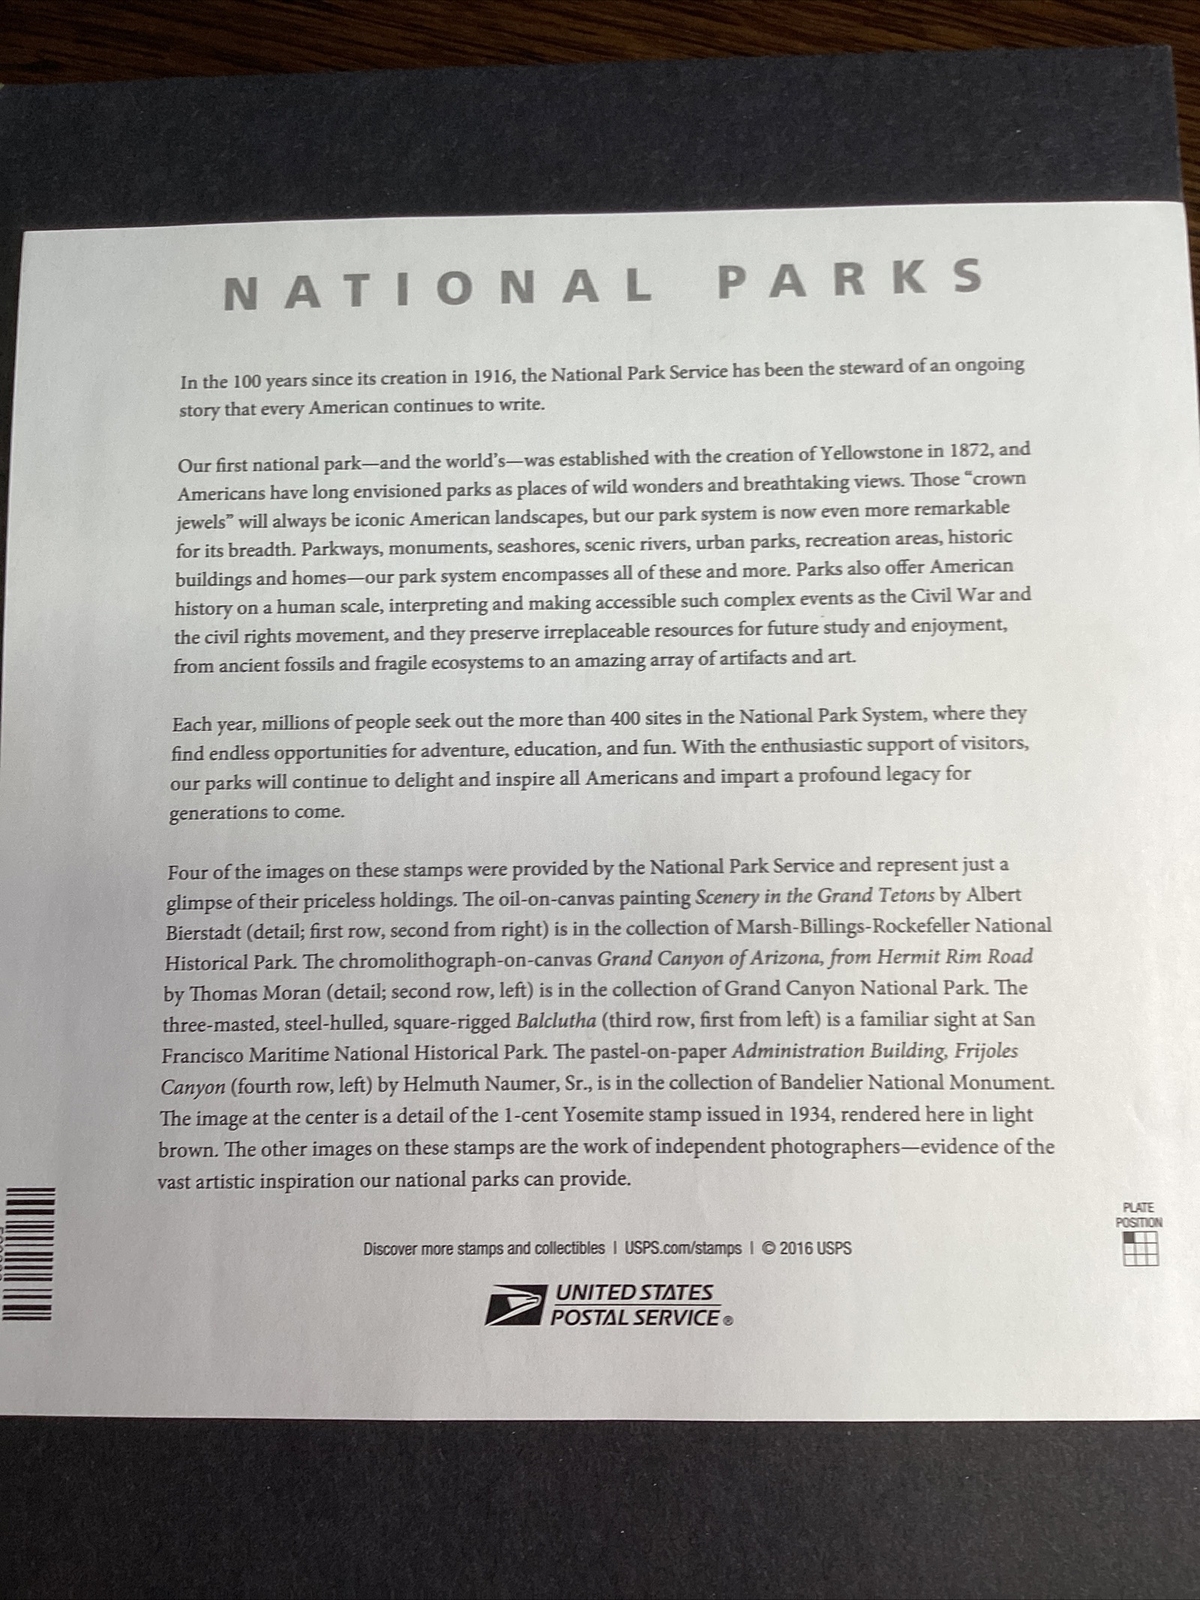 NATIONAL PARKS
In the 100 years since its creation in 1916, the National Park Service has been the steward of an ongoing
story that every American continues to write.
Our first national park—and the world's—was established with the creation of Yellowstone in 1872, and
Americans have long envisioned parks as places of wild wonders and breathtaking views. Those “crown
jewels” will always be iconic American landscapes, but our park system is now even more remarkable
for its breadth. Parkways, monuments, seashores, scenic rivers, urban parks, recreation areas, historic
buildings and homes—our park system encompasses all of these and more. Parks also offer American
history on a human scale, interpreting and making accessible such complex events as the Civil War and
the civil rights movement, and they preserve irreplaceable resources for future study and enjoyment,
from ancient fossils and fragile ecosystems to an amazing array of artifacts and art.
Each year, millions of people seek out the more than 400 sites in the National Park System, where they
find endless opportunities for adventure, education, and fun. With the enthusiastic support of visitors,
our parks will continue to delight and inspire all Americans and impart a profound legacy for
generations to come.
Four of the images on these stamps were provided by the National Park Service and represent just a
glimpse of their priceless holdings. The oil-on-canvas painting Scenery in the Grand Tetons by Albert
Bierstadt (detail; first row, second from right) is in the collection of Marsh-Billings-Rockefeller National
Historical Park. The chromolithograph-on-canvas Grand Canyon of Arizona, from Hermit Rim Road
by Thomas Moran (detail; second row, left) is in the collection of Grand Canyon National Park. The
three-masted, steel-hulled, square-rigged Balclutha (third row, first from left) is a familiar sight at San
Francisco Maritime National Historical Park. The pastel-on-paper Administration Building, Frijoles
Canyon (fourth row, left) by Helmuth Naumer, Sr., is in the collection of Bandelier National Monument.
The image at the center is a detail of the 1-cent Yosemite stamp issued in 1934, rendered here in light
brown. The other images on these stamps are the work of independent photographers—evidence of the
vast artistic inspiration our national parks can provide.
PLATE
POSITION
Discover more stamps and collectibles | USPS.com/stamps | © 2016 USPS
UNITED STATES
POSTAL SERVICE®